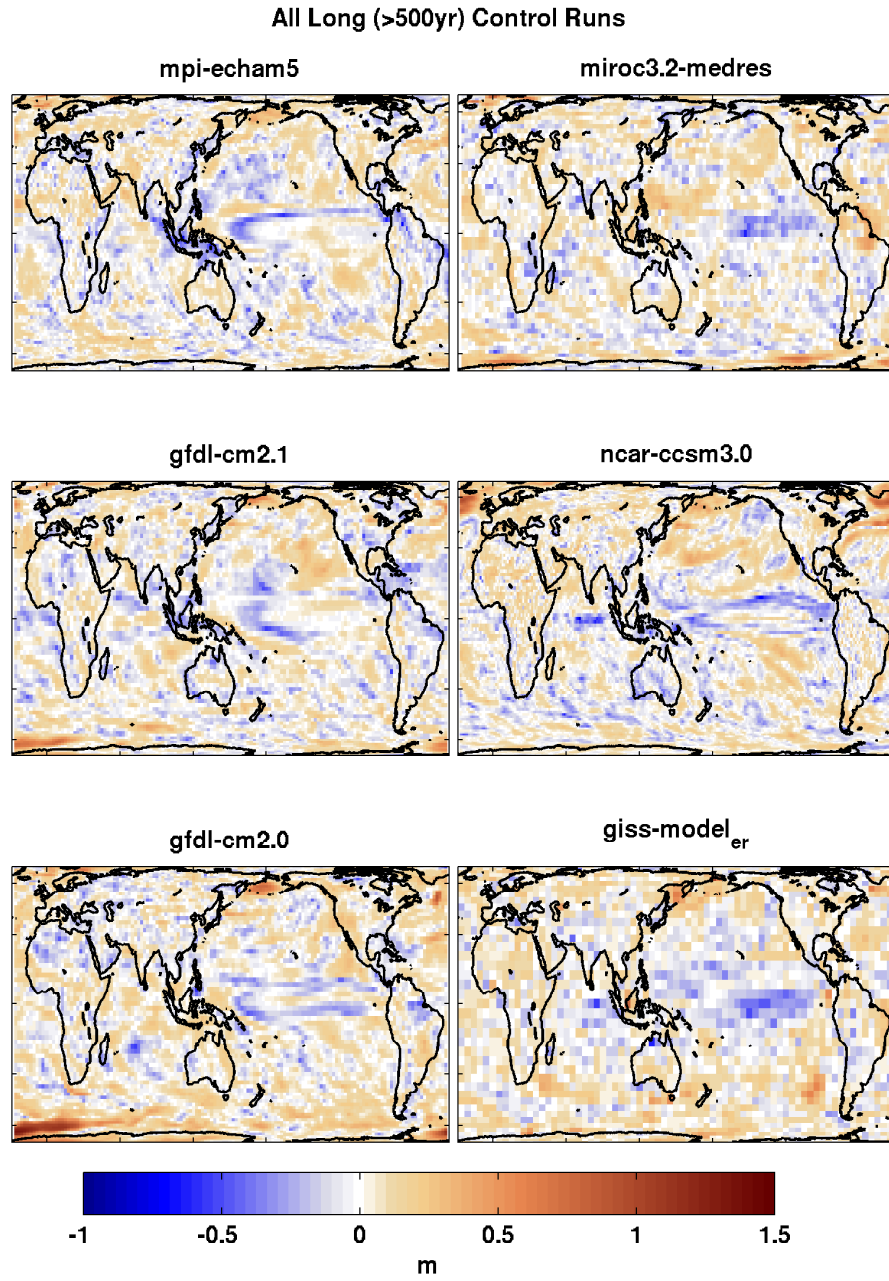 All Long (>500yr) Control Runs
mpi-echam5
miroc3.2-medres
gfdl-cm2.1
ncar-ccsm3.0
gfdl-cm2.0
giss-model_er
-1 -0.5 0 0.5 1 1.5
m